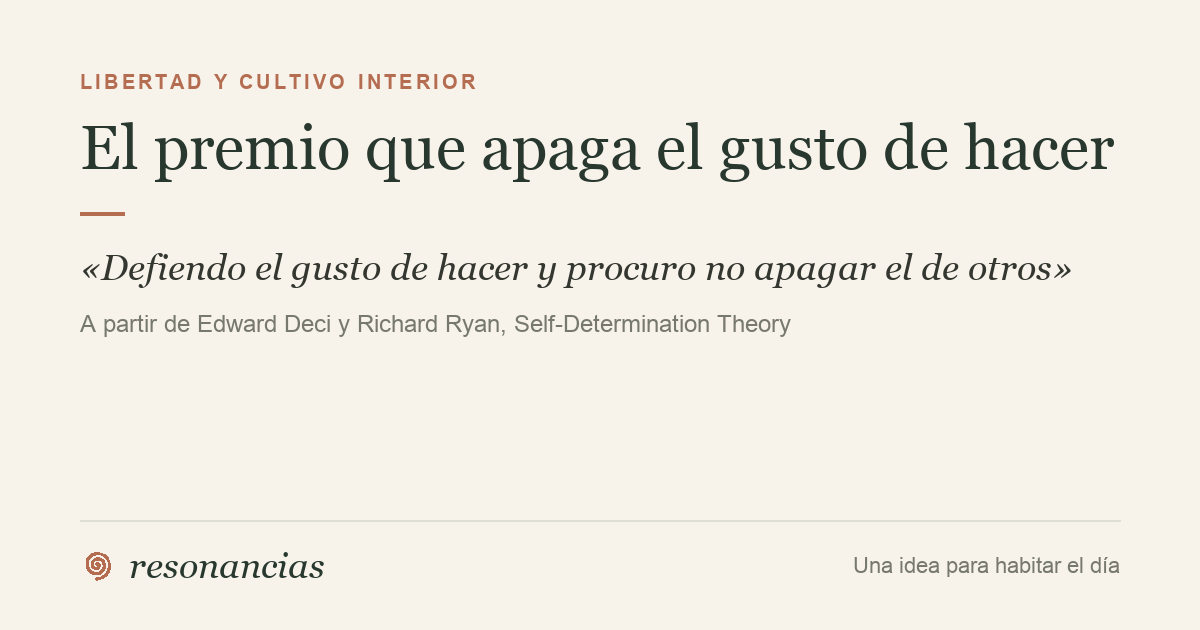 LIBERTAD Y CULTIVO INTERIOR
El premio que apaga el gusto de hacer
«Defiendo el gusto de hacer y procuro no apagar el de otros»
A partir de Edward Deci y Richard Ryan, Self-Determination Theory
resonancias
Una idea para habitar el día